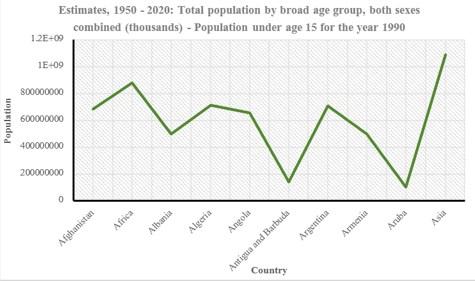 Estimates, 1950 - 2020: Total population by broad age group, both sexes
combined (thousands) - Population under age 15 for the year 1990
1.2E+09
1E+09
800000000
600000000
400000000
200000000
0
Population
Afghanistan
Africa
Albania
Algeria
Angola
Antigua and Barbuda
Argentina
Armenia
Aruba
Asia
Country